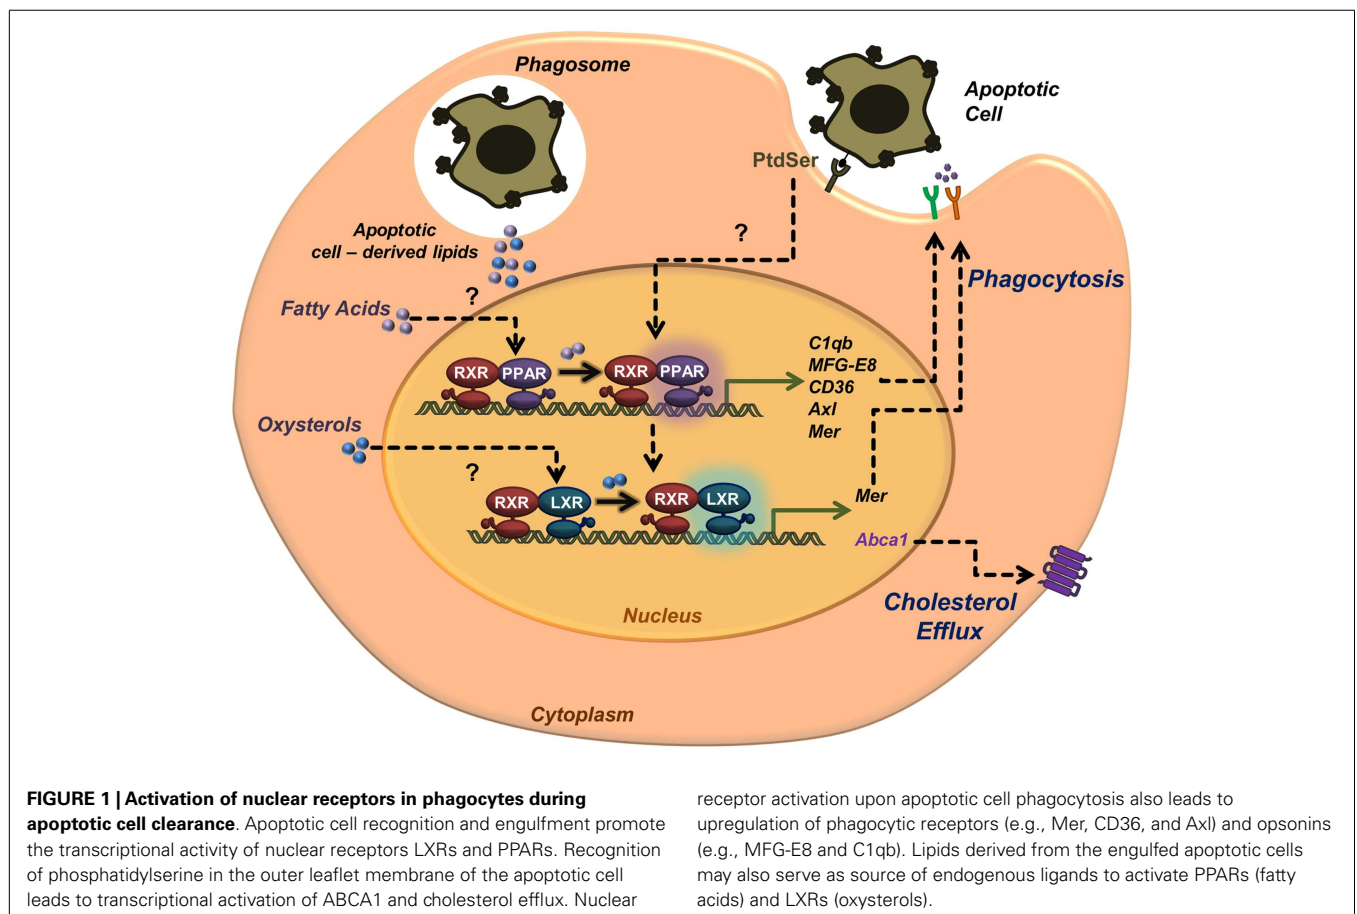 Phagosome
Apoptotic
Cell
PtdSer
Apoptotic
cell – derived lipids
?
?
Fatty Acids
Phagocytosis
RXR PPAR
RXR PPAR
C1qb
MFG-E8
CD36
Axl
Mer
Oxysterols
?
RXR LXR
RXR LXR
Mer
Abca1
Cholesterol
Efflux
Nucleus
Cytoplasm
FIGURE 1 | Activation of nuclear receptors in phagocytes during
apoptotic cell clearance. Apoptotic cell recognition and engulfment promote
the transcriptional activity of nuclear receptors LXRs and PPARs. Recognition
of phosphatidylserine in the outer leaflet membrane of the apoptotic cell
leads to transcriptional activation of ABCA1 and cholesterol efflux. Nuclear
receptor activation upon apoptotic cell phagocytosis also leads to
upregulation of phagocytic receptors (e.g., Mer, CD36, and Axl) and opsonins
(e.g., MFG-E8 and C1qb). Lipids derived from the engulfed apoptotic cells
may also serve as source of endogenous ligands to activate PPARs (fatty
acids) and LXRs (oxysterols).